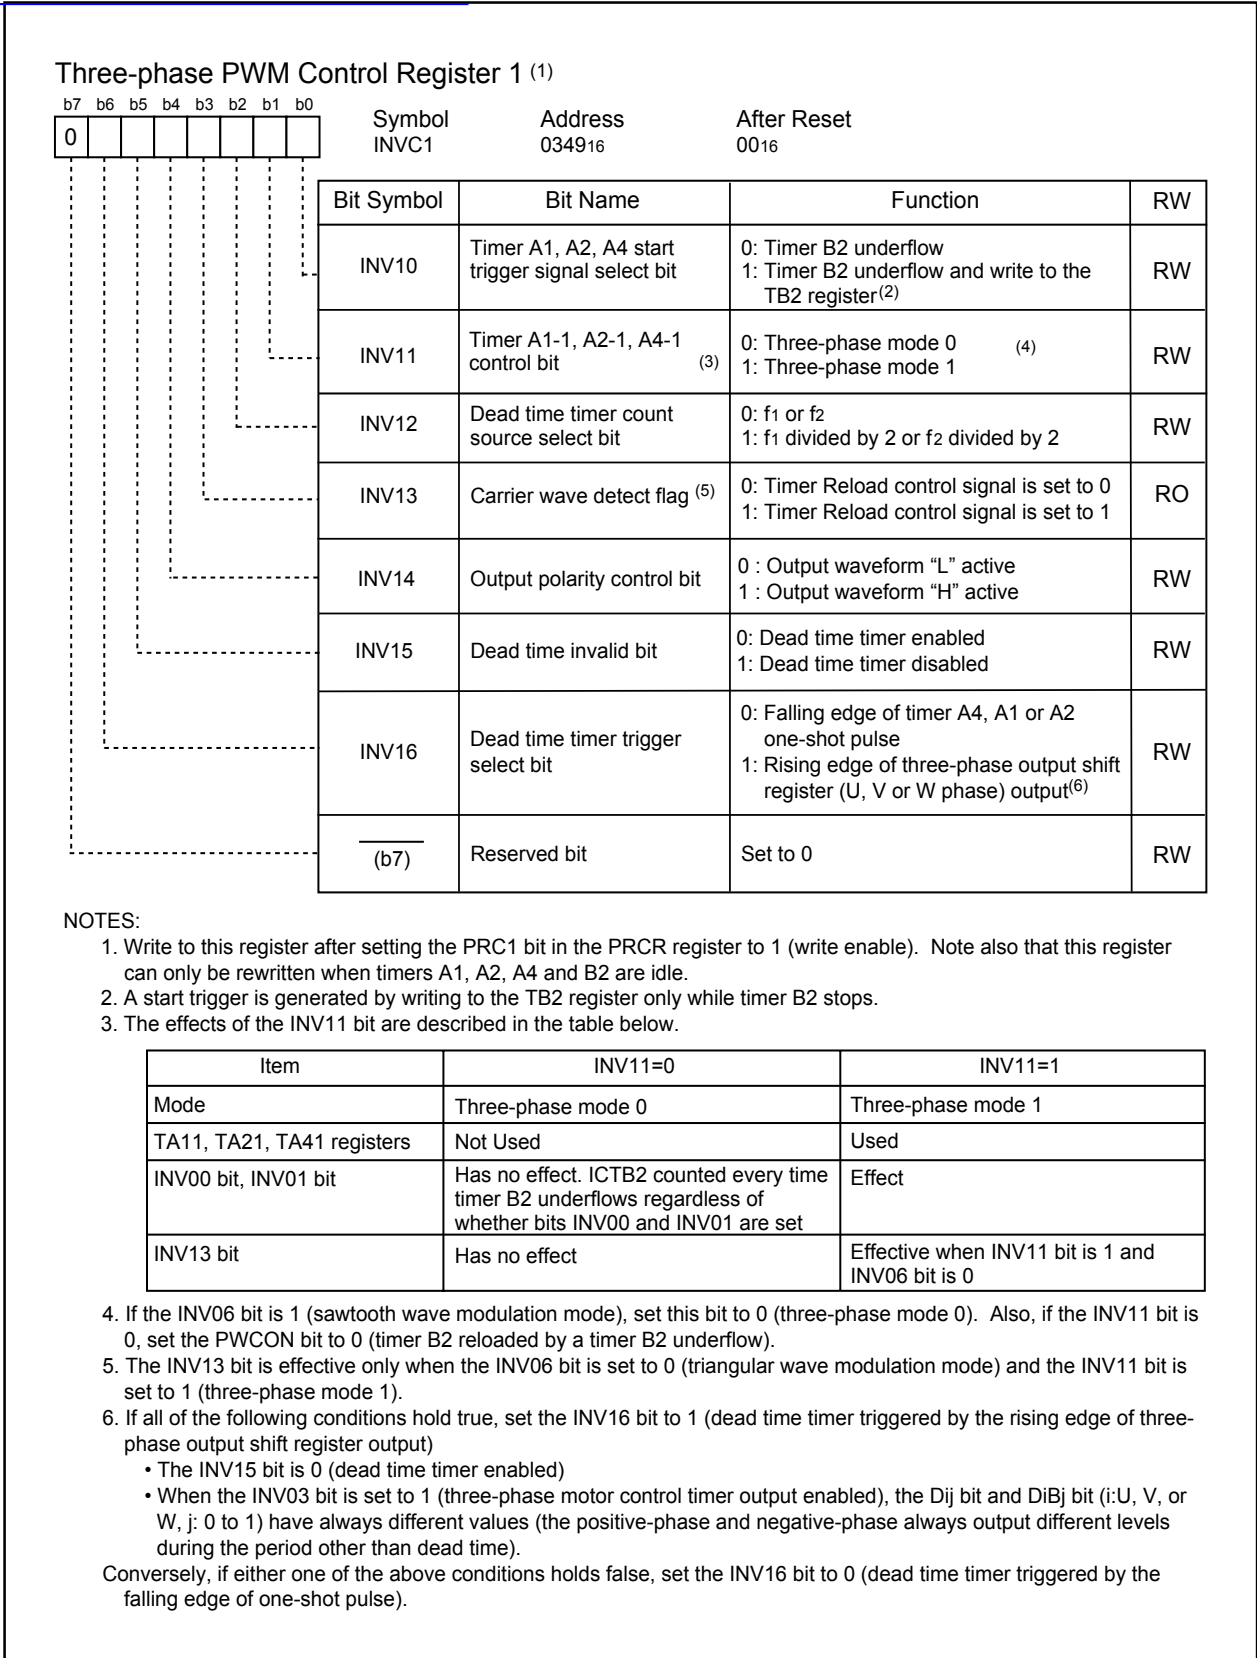 Three-phase PWM Control Register 1 (1)
b7 b6 b5 b4 b3 b2 b1 b0
0
Symbol Address After Reset
INVC1 034916 0016
Bit Symbol Bit Name Function RW
INV10
Timer A1, A2, A4 start
trigger signal select bit
0: Timer B2 underflow
1: Timer B2 underflow and write to the
TB2 register(2)
RW
INV11
Timer A1-1, A2-1, A4-1
control bit (3)
0: Three-phase mode 0 (4)
1: Three-phase mode 1
RW
INV12
Dead time timer count
source select bit
0: f1 or f2
1: f1 divided by 2 or f2 divided by 2
RW
INV13
Carrier wave detect flag (5)
0: Timer Reload control signal is set to 0
1: Timer Reload control signal is set to 1
RO
INV14
Output polarity control bit
0 : Output waveform “L” active
1 : Output waveform “H” active
RW
INV15
Dead time invalid bit
0: Dead time timer enabled
1: Dead time timer disabled
RW
INV16
Dead time timer trigger
select bit
0: Falling edge of timer A4, A1 or A2
one-shot pulse
1: Rising edge of three-phase output shift
register (U, V or W phase) output(6)
RW
(b7)
Reserved bit
Set to 0
RW
NOTES:
1. Write to this register after setting the PRC1 bit in the PRCR register to 1 (write enable). Note also that this register
can only be rewritten when timers A1, A2, A4 and B2 are idle.
2. A start trigger is generated by writing to the TB2 register only while timer B2 stops.
3. The effects of the INV11 bit are described in the table below.
Item INV11=0 INV11=1
Mode Three-phase mode 0 Three-phase mode 1
TA11, TA21, TA41 registers Not Used Used
INV00 bit, INV01 bit
Has no effect. ICTB2 counted every time
timer B2 underflows regardless of
whether bits INV00 and INV01 are set
Effect
INV13 bit
Has no effect
Effective when INV11 bit is 1 and
INV06 bit is 0
4. If the INV06 bit is 1 (sawtooth wave modulation mode), set this bit to 0 (three-phase mode 0). Also, if the INV11 bit is
0, set the PWCON bit to 0 (timer B2 reloaded by a timer B2 underflow).
5. The INV13 bit is effective only when the INV06 bit is set to 0 (triangular wave modulation mode) and the INV11 bit is
set to 1 (three-phase mode 1).
6. If all of the following conditions hold true, set the INV16 bit to 1 (dead time timer triggered by the rising edge of three-
phase output shift register output)
• The INV15 bit is 0 (dead time timer enabled)
• When the INV03 bit is set to 1 (three-phase motor control timer output enabled), the Dij bit and DiBj bit (i:U, V, or
W, j: 0 to 1) have always different values (the positive-phase and negative-phase always output different levels
during the period other than dead time).
Conversely, if either one of the above conditions holds false, set the INV16 bit to 0 (dead time timer triggered by the
falling edge of one-shot pulse).